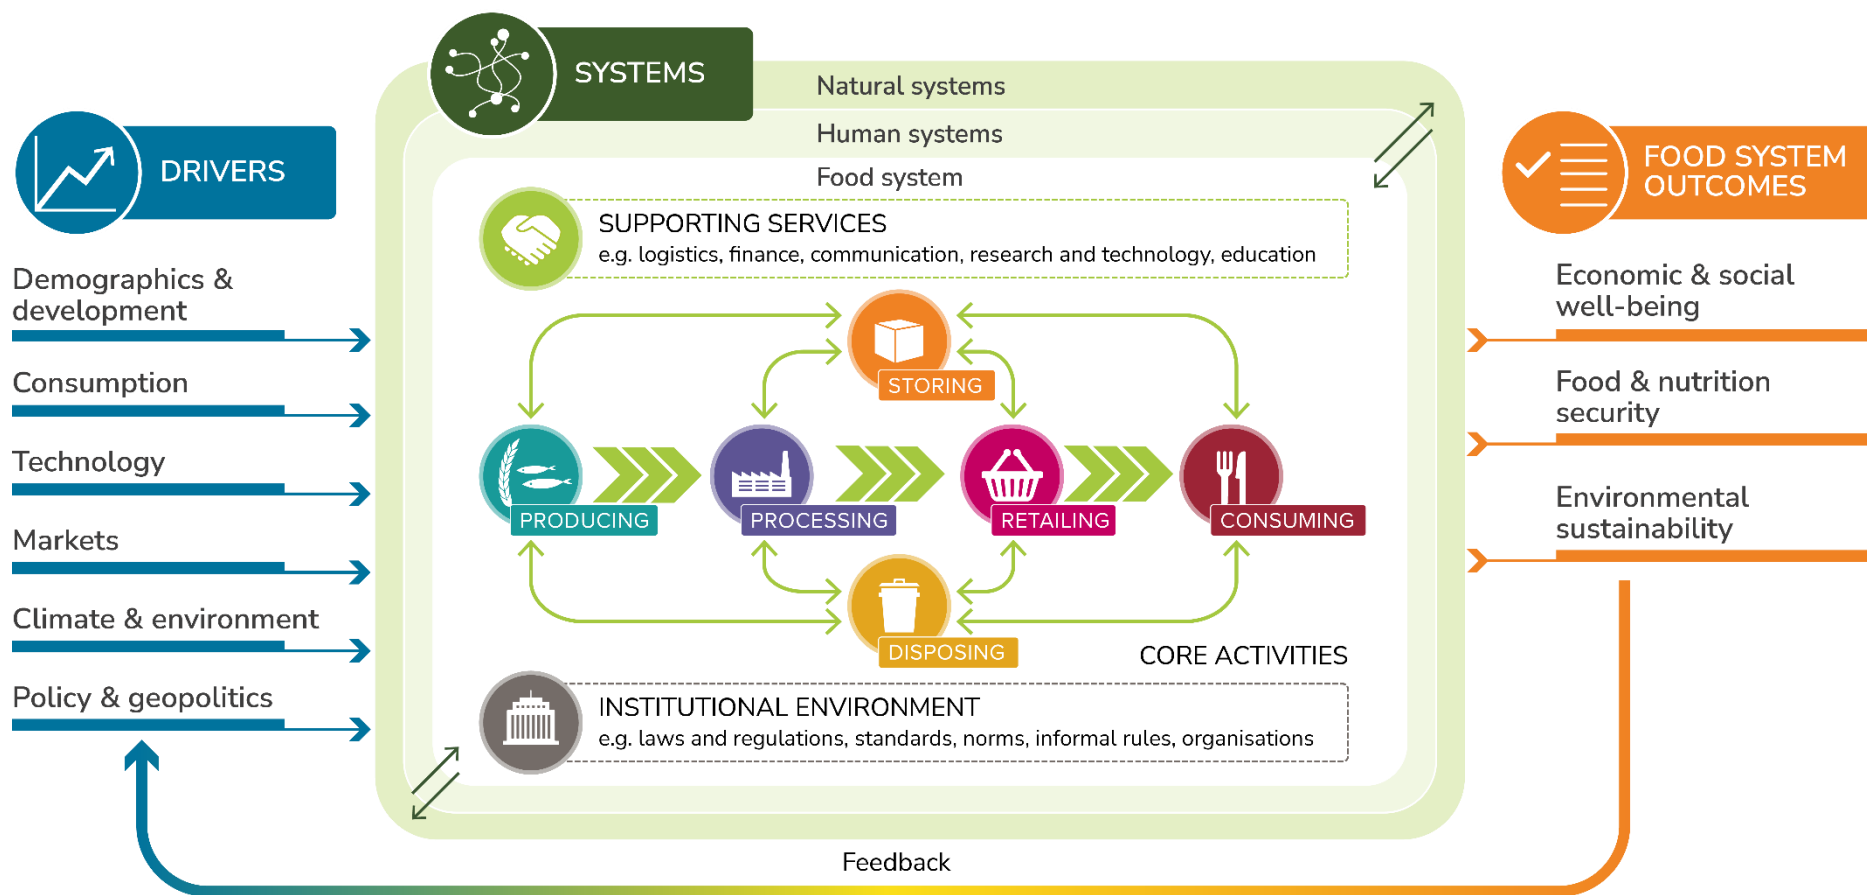 SYSTEMS
Natural systems
Human systems
Food system
DRIVERS
Demographics &
development
Consumption
Technology
Markets
Climate & environment
Policy & geopolitics
SUPPORTING SERVICES
e.g. logistics, finance, communication, research and technology, education
STORING
PRODUCING
PROCESSING
RETAILING
CONSUMING
DISPOSING
CORE ACTIVITIES
INSTITUTIONAL ENVIRONMENT
e.g. laws and regulations, standards, norms, informal rules, organisations
FOOD SYSTEM
OUTCOMES
Economic & social
well-being
Food & nutrition
security
Environmental
sustainability
Feedback